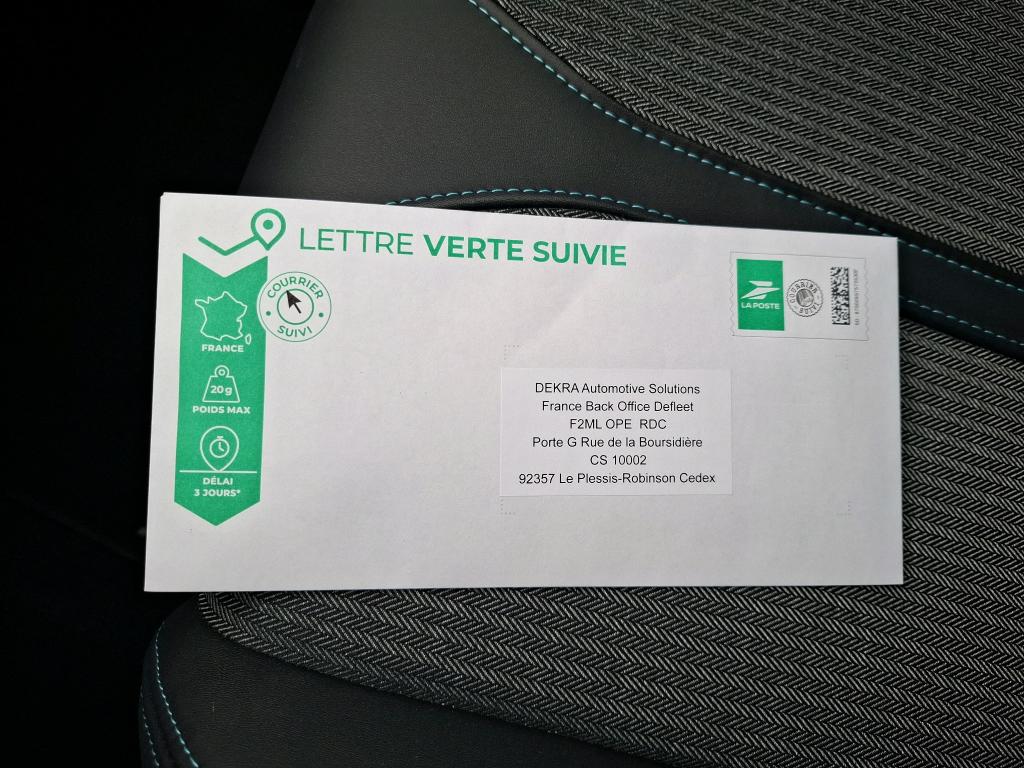 LETTRE VERTE SUIVIE
COURRIER
SUIVI
FRANCE
20g
POIDS MAX
DÉLAI
3 JOURS*
LA POSTE
DEKRA Automotive Solutions
France Back Office Defleet
F2ML OPE RDC
Porte G Rue de la Boursidière
CS 10002
92357 Le Plessis-Robinson Cedex